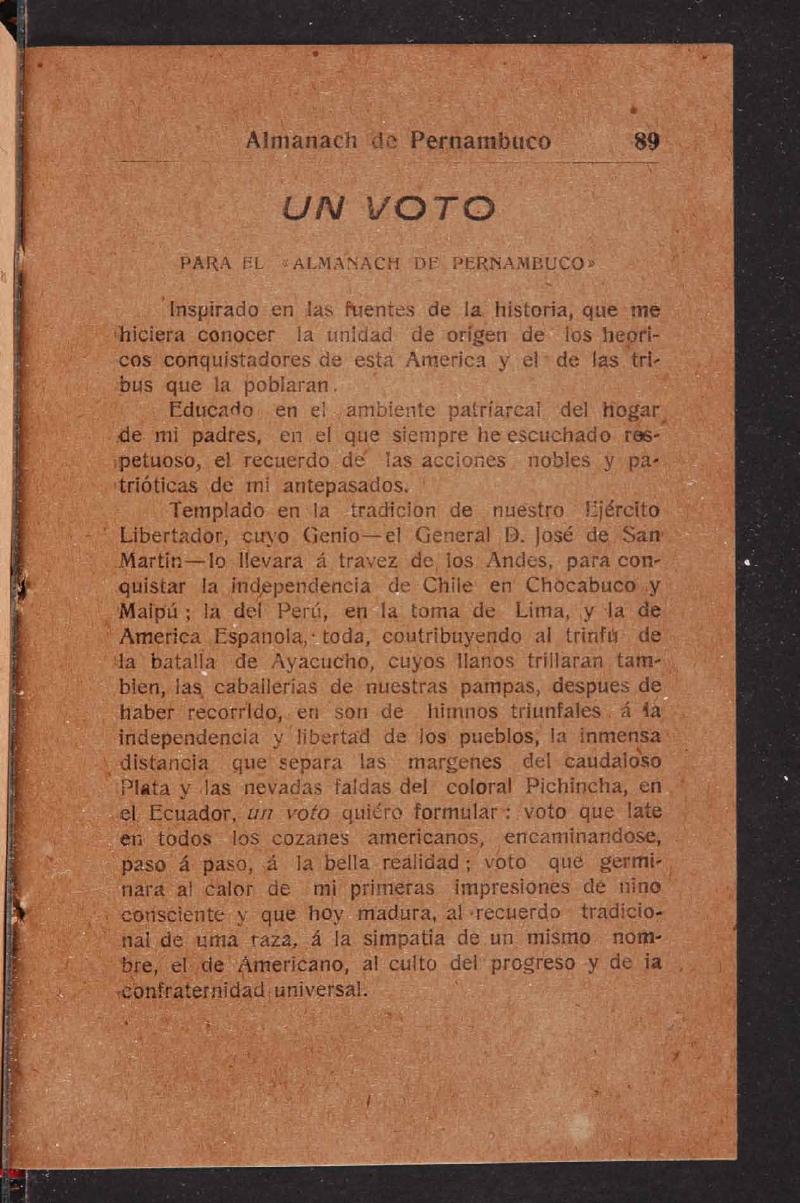 Almanach de Pernambuco 89
UN VOTO
PARA EL «ALMANACH DE PERNAMBUCO»
Inspirado en las fuentes de la historia, que me
hiciera conocer la unidad de origen de los heori-
cos conquistadores de esta America y el de las tri-
bus que la poblaran.
Educado en el ambiente patríarcal del hogar
de mi padres, en el que siempre he escuchado res-
petuoso, el recuerdo de las acciones nobles y pa-
trióticas de mi antepasados.
Templado en la tradicion de nuestro Ejército
Libertador, cuyo Genio—el General D. José de San
Martin—lo llevara á travez de los Andes, para con-
quistar la independencia de Chile en Chocabuco y
Maipú ; la del Perú, en la toma de Lima, y la de
America Espanola, toda, coutribuyendo al trinfu de
la batalla de Ayacucho, cuyos llanos trillaran tam-
bien, las caballerias de nuestras pampas, despues de
haber recorrido, en son de himnos triunfales á la
independencia y libertad de los pueblos, la inmensa
distancia que separa las margenes del caudaloso
Plata y las nevadas faldas del coloral Pichincha, en
el Ecuador, un voto quiéro formular : voto que late
en todos los cozanes americanos, encaminandose,
paso á paso, á la bella realidad ; voto que germi-
nara al calor de mi primeras impresiones de nino
consciente y que hoy madura, al recuerdo tradicio-
nal de uma raza, á la simpatia de un mismo nom-
bre, el de Americano, al culto del progreso y de ia
confraternidad universal.